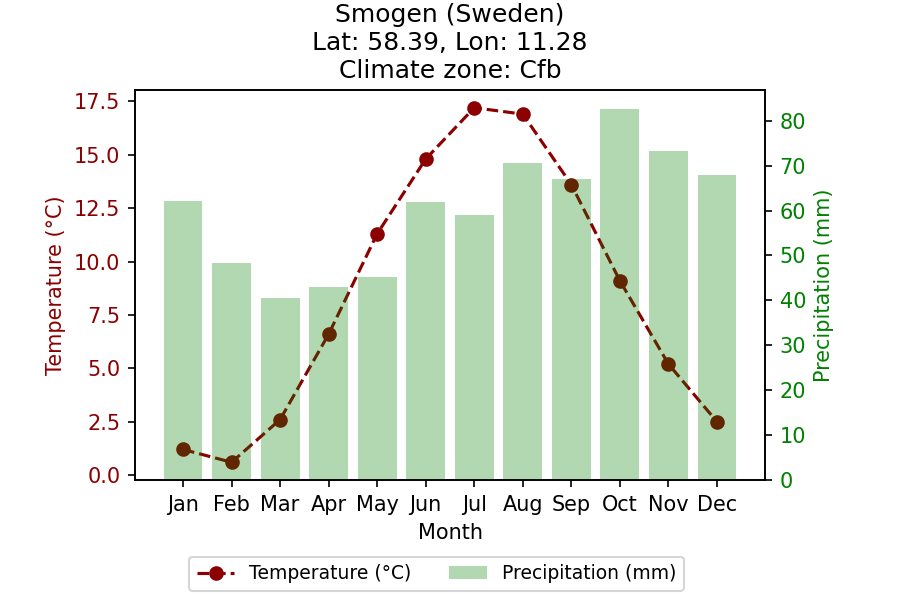 Smogen (Sweden)
Lat: 58.39, Lon: 11.28
Climate zone: Cfb
Temperature (°C)
17.5
15.0
12.5
10.0
7.5
5.0
2.5
0.0
80
70
60
50
40
30
20
10
0
Precipitation (mm)
Jan Feb Mar Apr May Jun Jul Aug Sep Oct Nov Dec
Month
Temperature (°C) Precipitation (mm)